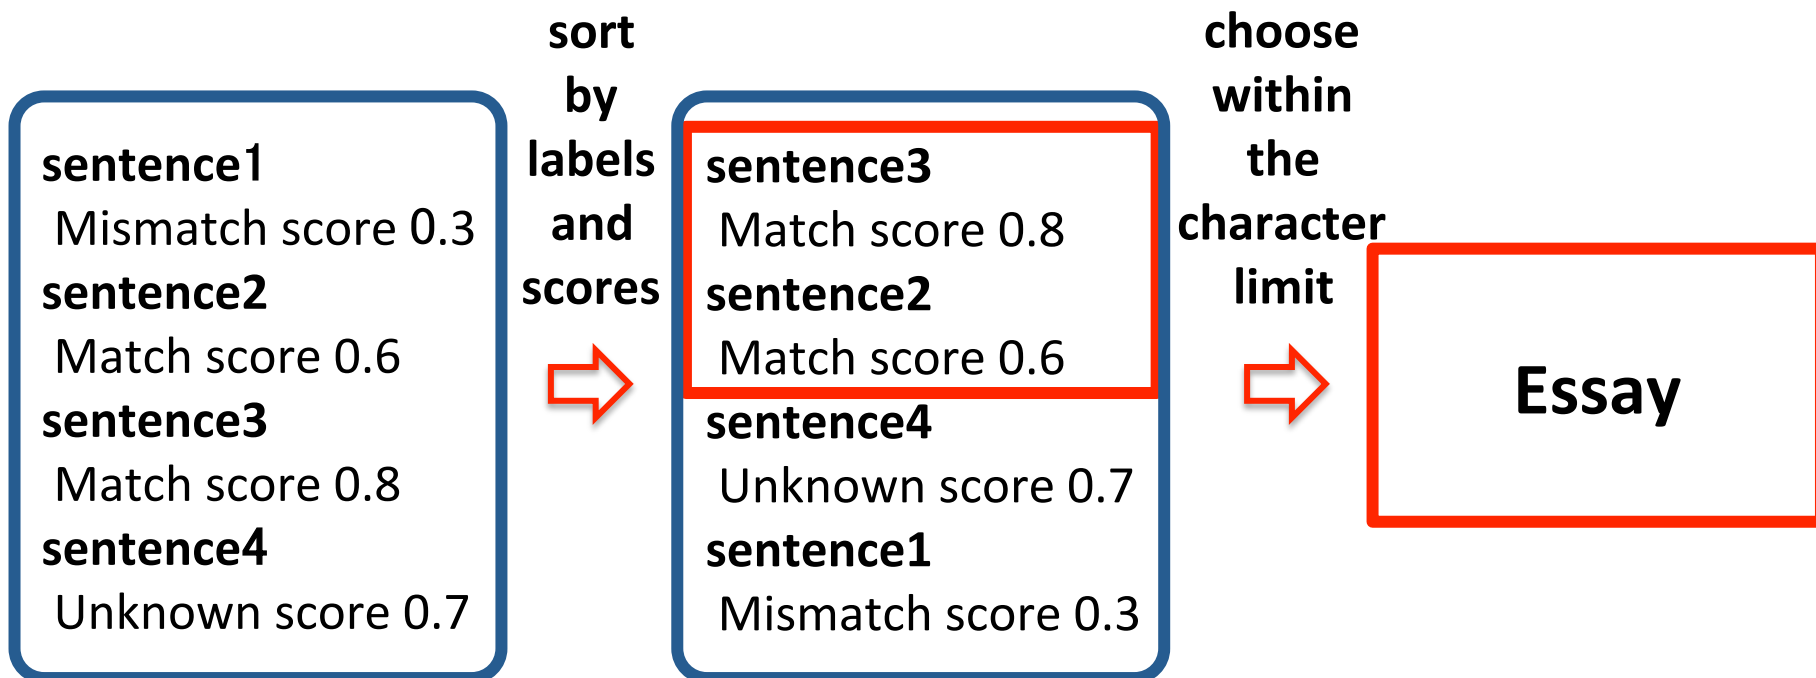 sentence1
Mismatch score 0.3
sentence2
Match score 0.6
sentence3
Match score 0.8
sentence4
Unknown score 0.7
sort
by
labels
and
scores
sentence3
Match score 0.8
sentence2
Match score 0.6
sentence4
Unknown score 0.7
sentence1
Mismatch score 0.3
choose
within
the
character
limit
Essay